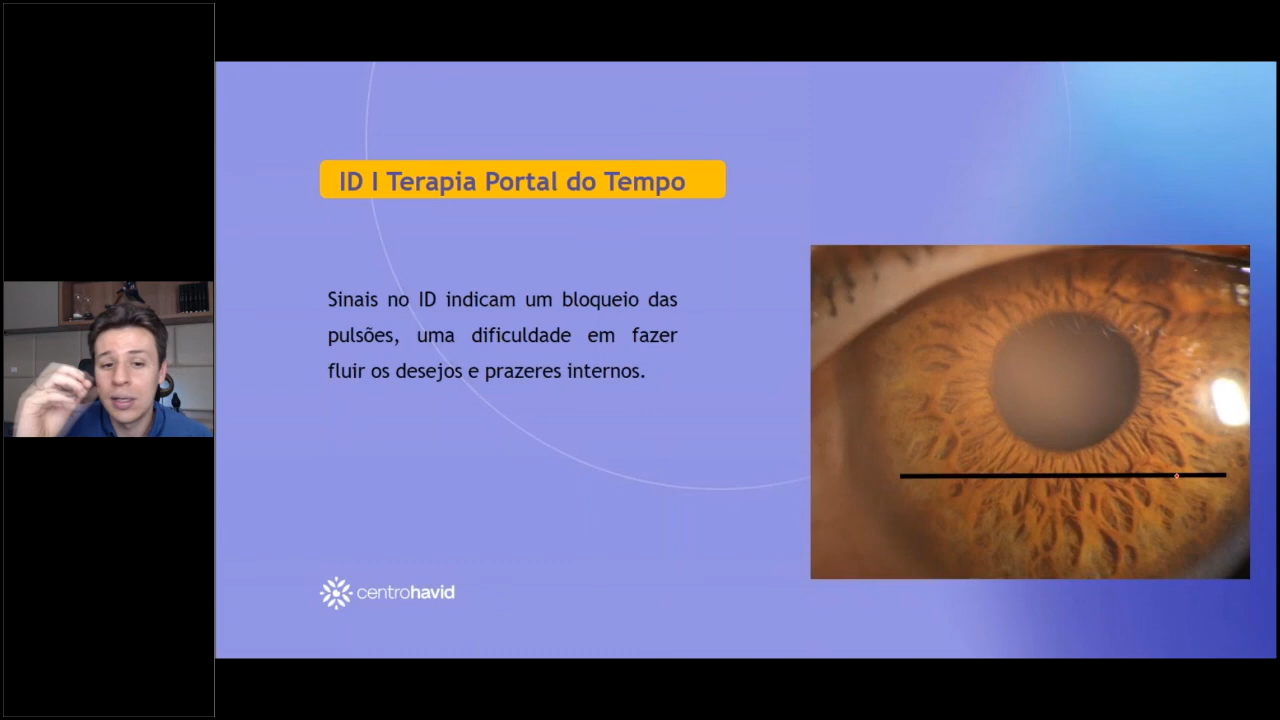 ID I Terapia Portal do Tempo
Sinais no ID indicam um bloqueio das
pulsões, uma dificuldade em fazer
fluir os desejos e prazeres internos.
centrohavid